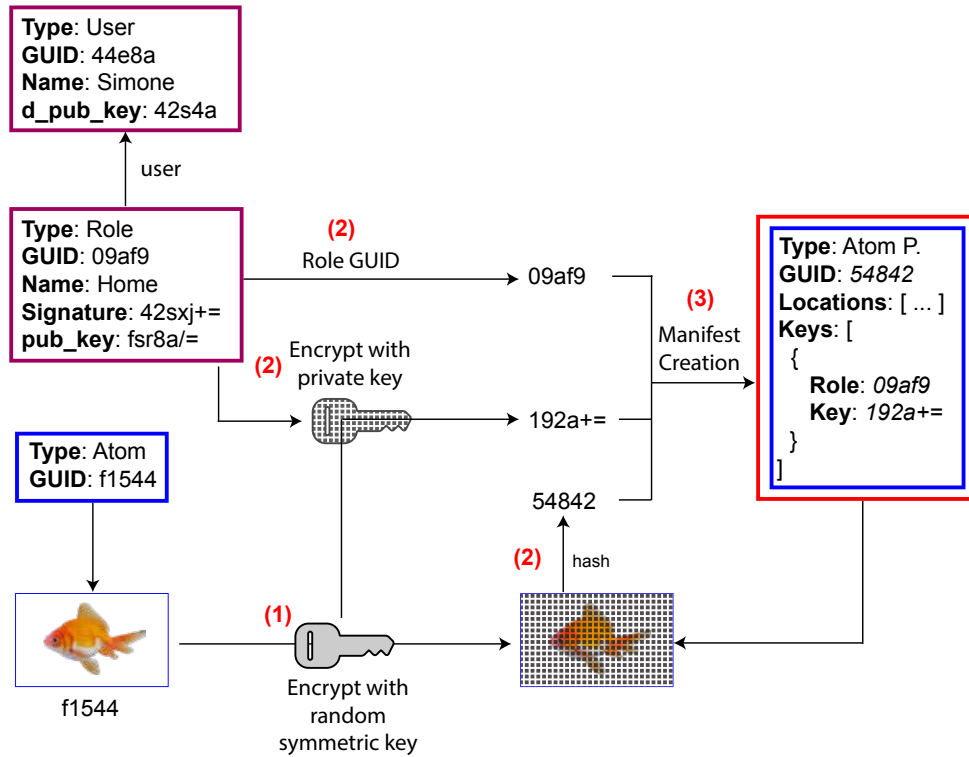 Type: User
GUID: 44e8a
Name: Simone
d_pub_key: 42s4a
user
Type: Role
GUID: 09af9
Name: Home
Signature: 42sxj+=
pub_key: fsr8a/=
(2)
Role GUID
09af9
(2)
Encrypt with
private key
192a+=
(3)
Manifest
Creation
Type: Atom P.
GUID: 54842
Locations: [ ... ]
Keys: [
{
Role: 09af9
Key: 192a+=
}
]
Type: Atom
GUID: f1544
54842
(2)
hash
f1544
(1)
Encrypt with
random
symmetric key